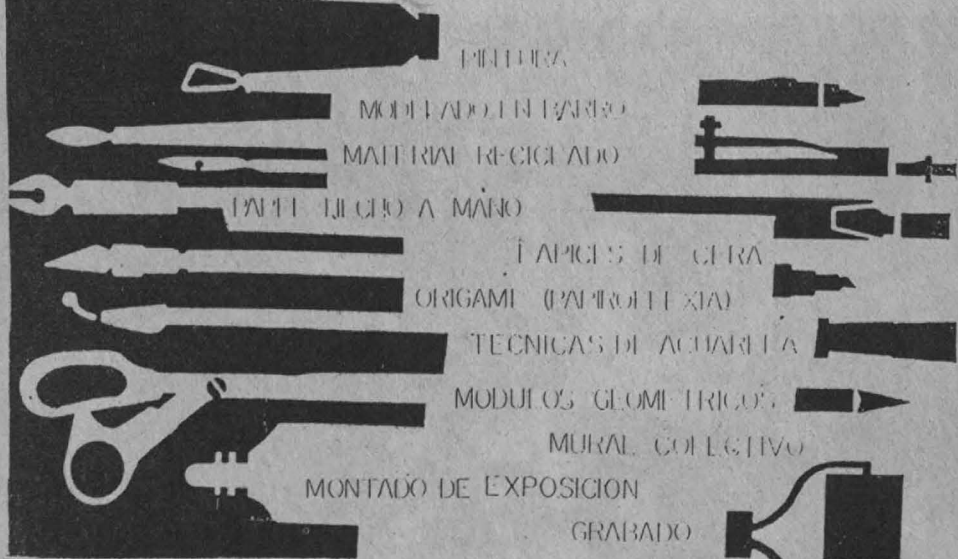 PINTURA
MODELADO EN BARRO
MATERIAL RECICLADO
PAPEL HECHO A MANO
LAPICES DE CERA
ORIGAMI (PAPIROFLEXIA)
TECNICAS DE ACUARELA
MODULOS GEOMETRICOS
MURAL COLECTIVO
MONTADO DE EXPOSICION
GRABADO